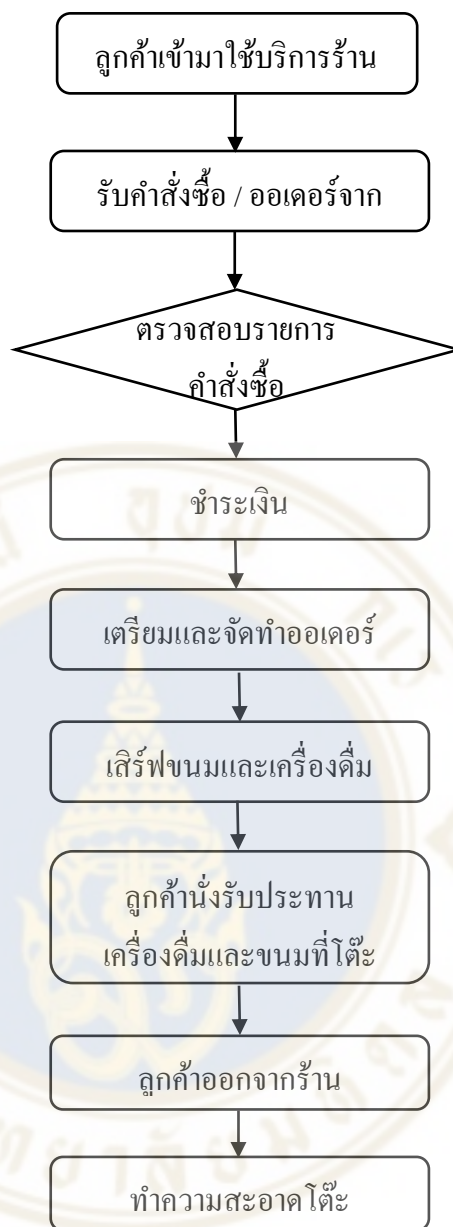 ลูกค้าเข้ามาใช้บริการร้าน
รับคำสั่งซื้อ / ออเดอร์จาก
ตรวจสอบรายการ
คำสั่งซื้อ
ชำระเงิน
เตรียมและจัดทำออเดอร์
เสิร์ฟขนมและเครื่องดื่ม
ลูกค้านั่งรับประทาน
เครื่องดื่มและขนมที่โต๊ะ
ลูกค้าออกจากร้าน
ทำความสะอาดโต๊ะ